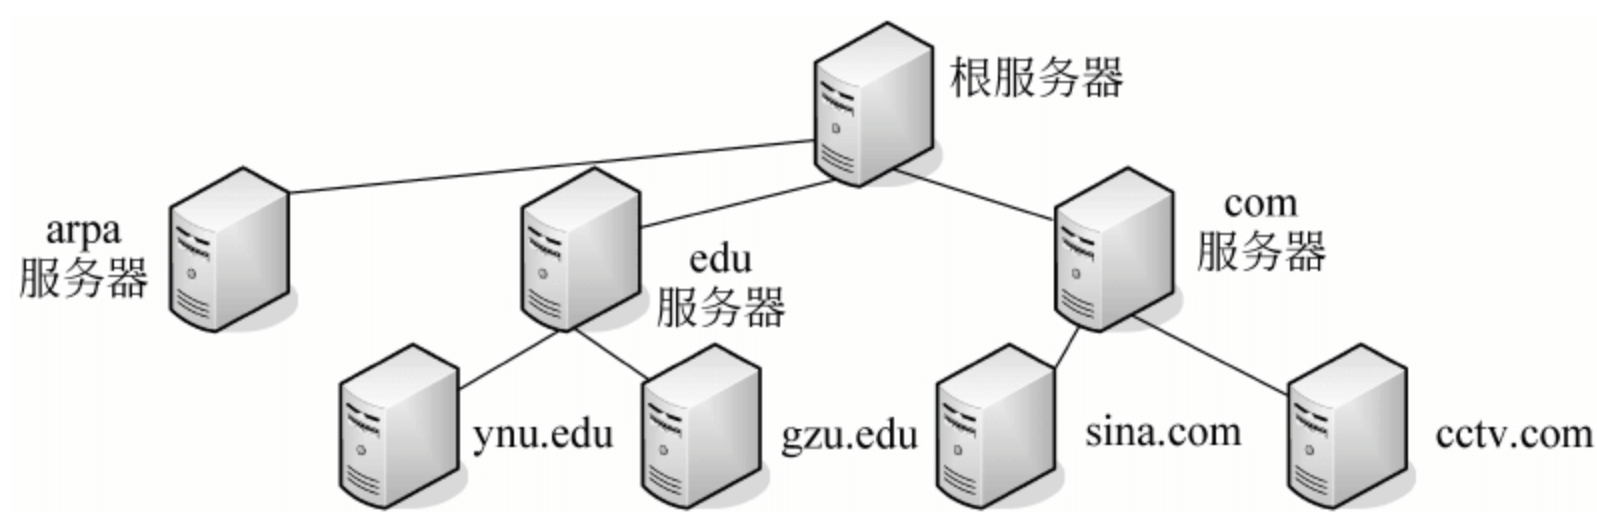 根服务器
arpa
服务器
edu
服务器
com
服务器
ynu.edu
gzu.edu
sina.com
cctv.com